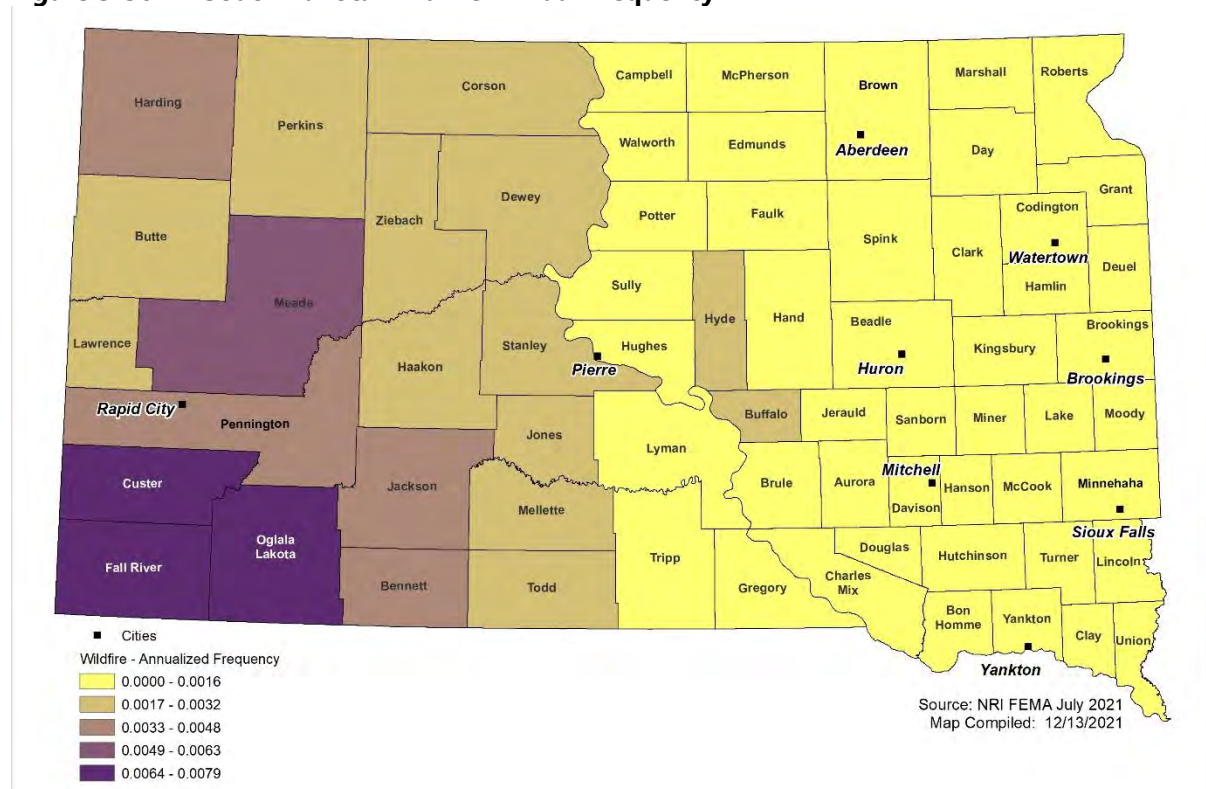 Campbell
McPherson
Brown
Marshall
Roberts
Harding
Corson
Perkins
Walworth
Edmunds
Aberdeen
Day
Dewey
Grant
Ziebach
Potter
Faulk
Codington
Butte
Spink
Clark
Watertown
Deuel
Sully
Hamlin
Meade
Hyde
Hand
Beadle
Brookings
Lawrence
Stanley
Hughes
Kingsbury
Haakon
Pierre
Huron
Brookings
Rapid City
Pennington
Buffalo
Jerauld
Sanborn
Miner
Lake
Moody
Jones
Lyman
Mitchell
Custer
Jackson
Brule
Aurora
Hanson
McCook
Minnehaha
Mellette
Davison
Oglala
Lakota
Sioux Falls
Fall River
Tripp
Douglas
Hutchinson
Turner
Lincoln
Bennett
Todd
Gregory
Charles
Mix
Bon
Homme
Yankton
Clay
Union
Yankton
Cities
Wildfire - Annualized Frequency
0.0000 - 0.0016
0.0017 - 0.0032
0.0033 - 0.0048
0.0049 - 0.0063
0.0064 - 0.0079
Source: NRI FEMA July 2021
Map Compiled: 12/13/2021